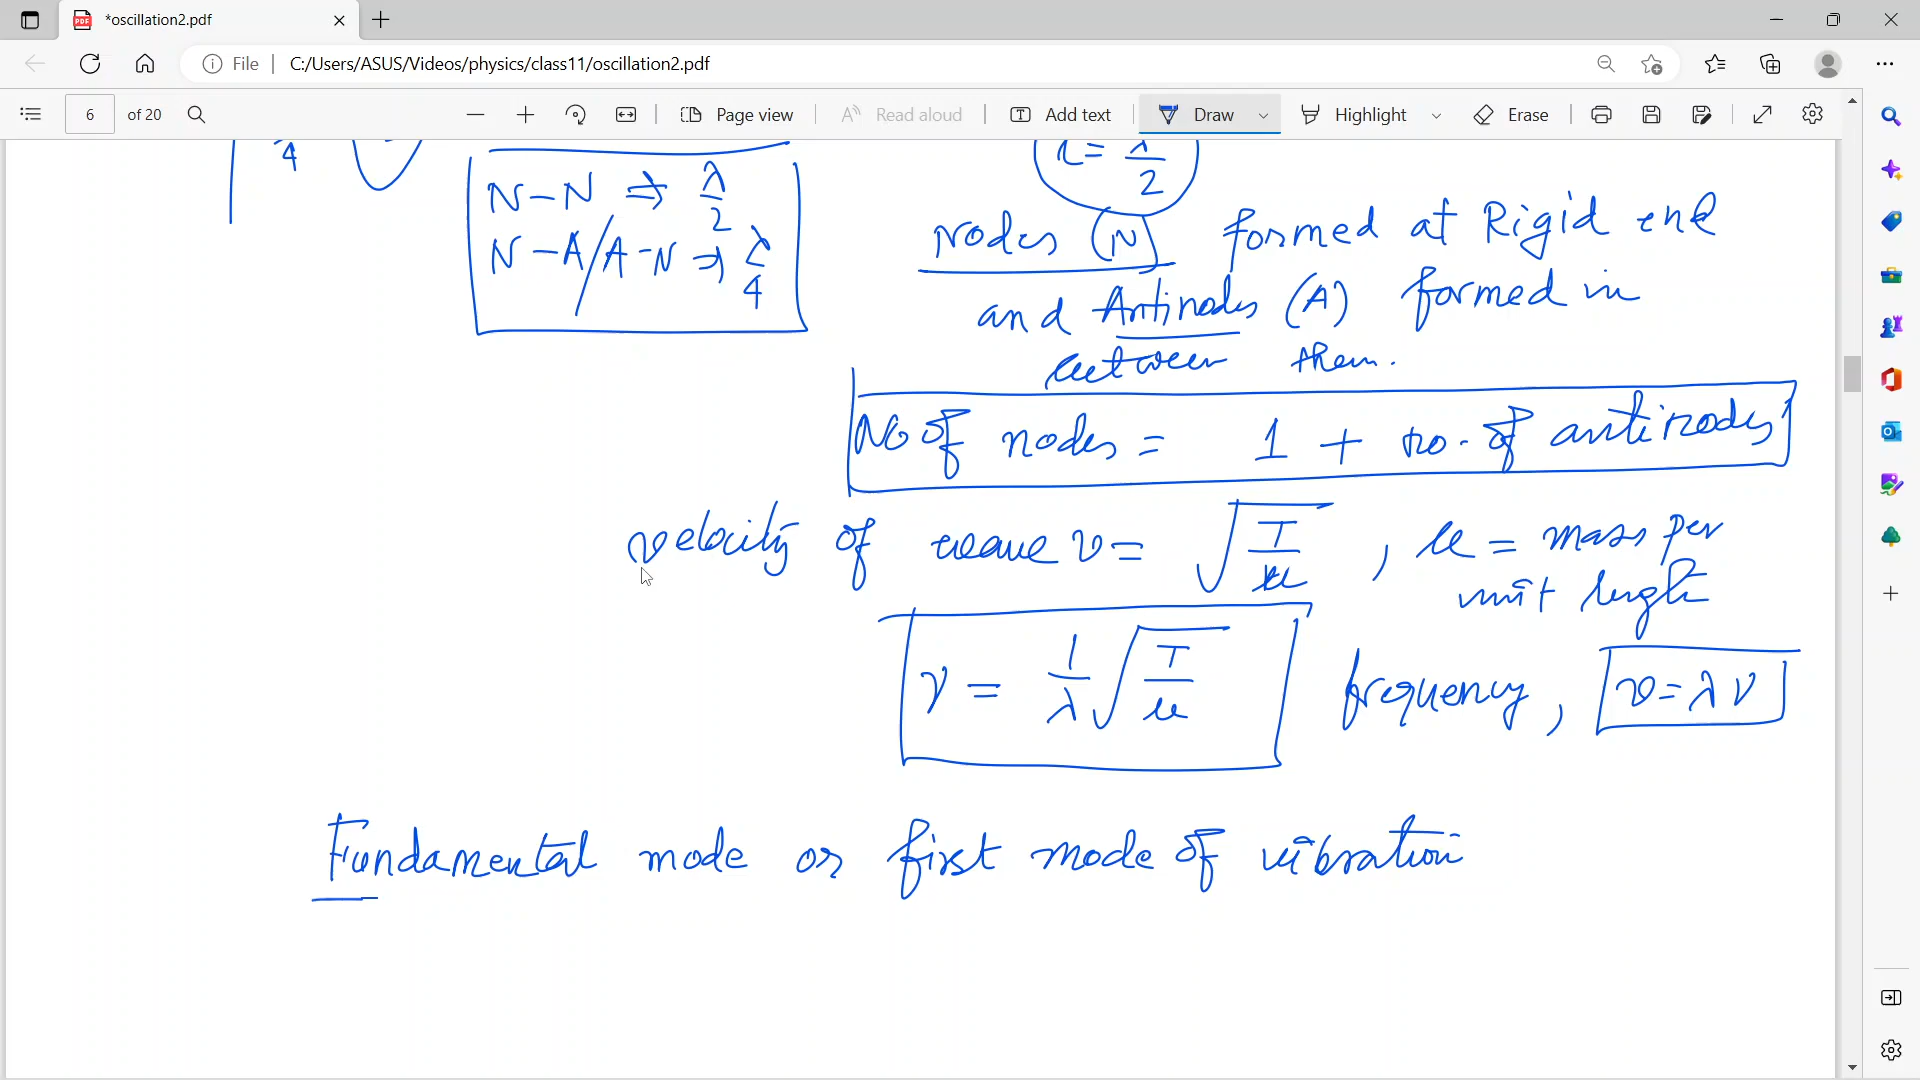 *oscillation2.pdf
File | C:/Users/ASUS/Videos/physics/class11/oscillation2.pdf
6 of 20 Page view Read aloud Add text Draw Highlight Erase
4
N-N ⇒ λ/2
N-A/A-N ⇒ λ/4
L = λ/2
Nodes (N) formed at Rigid end
and Antinodes (A) formed in
between them.
No of nodes = 1 + no. of antinodes
velocity of wave v = √(T/μ) , μ = mass per
unit length
ν = 1/λ √(T/μ) frequency, v = λν
Fundamental mode or first mode of vibration